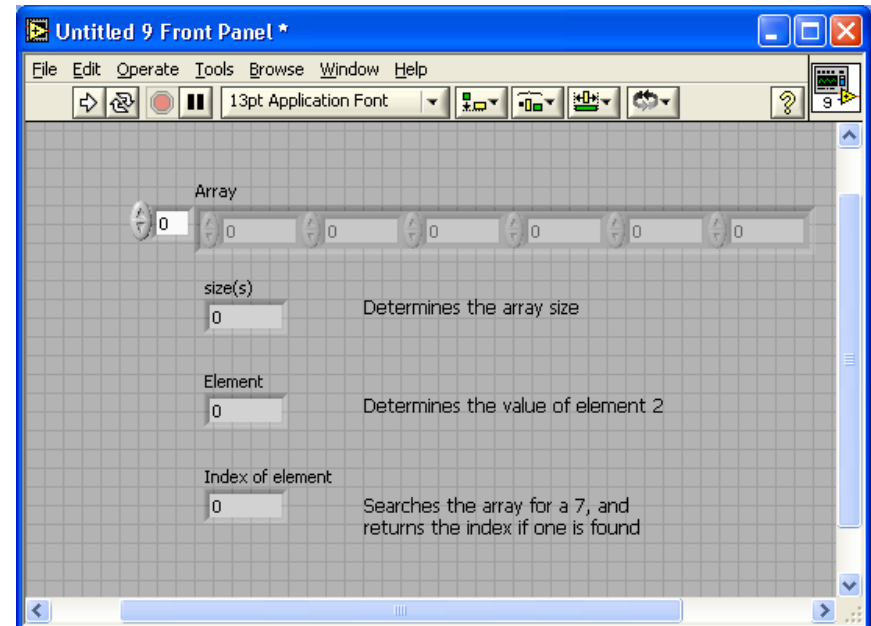 Untitled 9 Front Panel *
File Edit Operate Tools Browse Window Help
13pt Application Font
?
9
Array
0 0 0 0 0 0 0
size(s)
0 Determines the array size
Element
0 Determines the value of element 2
Index of element
0 Searches the array for a 7, and
returns the index if one is found